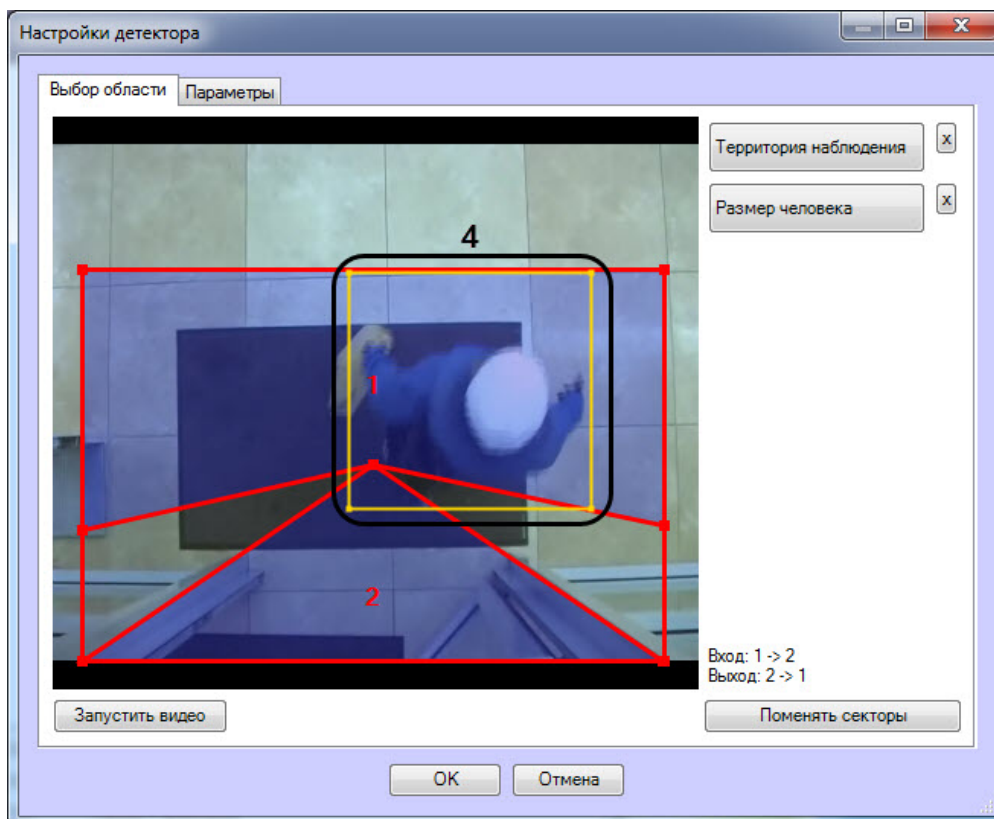 Настройки детектора
Выбор области
Параметры
Территория наблюдения
x
Размер человека
x
4
1
2
Вход: 1 -> 2
Выход: 2 -> 1
Запустить видео
Поменять секторы
OK
Отмена